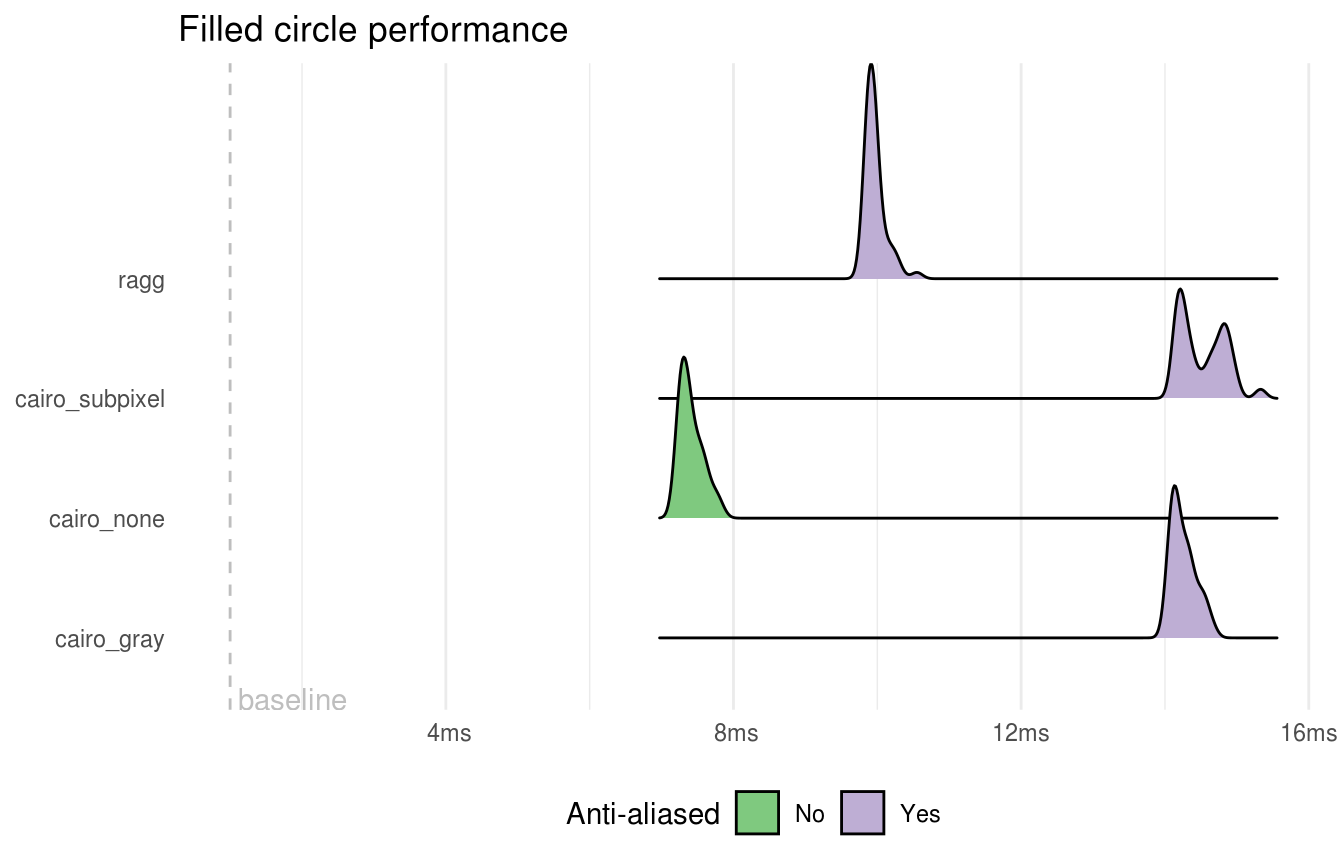 Filled circle performance
ragg
cairo_subpixel
cairo_none
cairo_gray
baseline
4ms 8ms 12ms 16ms
Anti-aliased No Yes